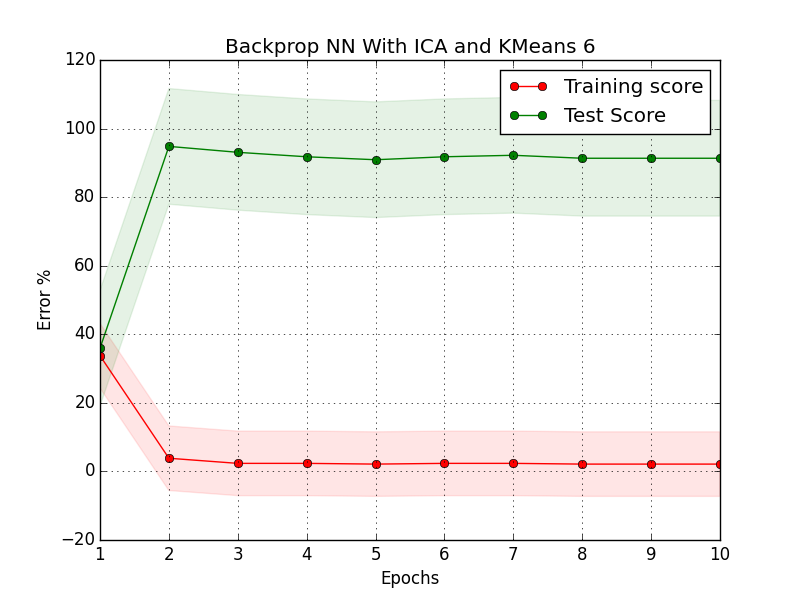 Backprop NN With ICA and KMeans 6
120
100
80
60
40
20
0
−20
Error %
Training score
Test Score
1 2 3 4 5 6 7 8 9 10
Epochs